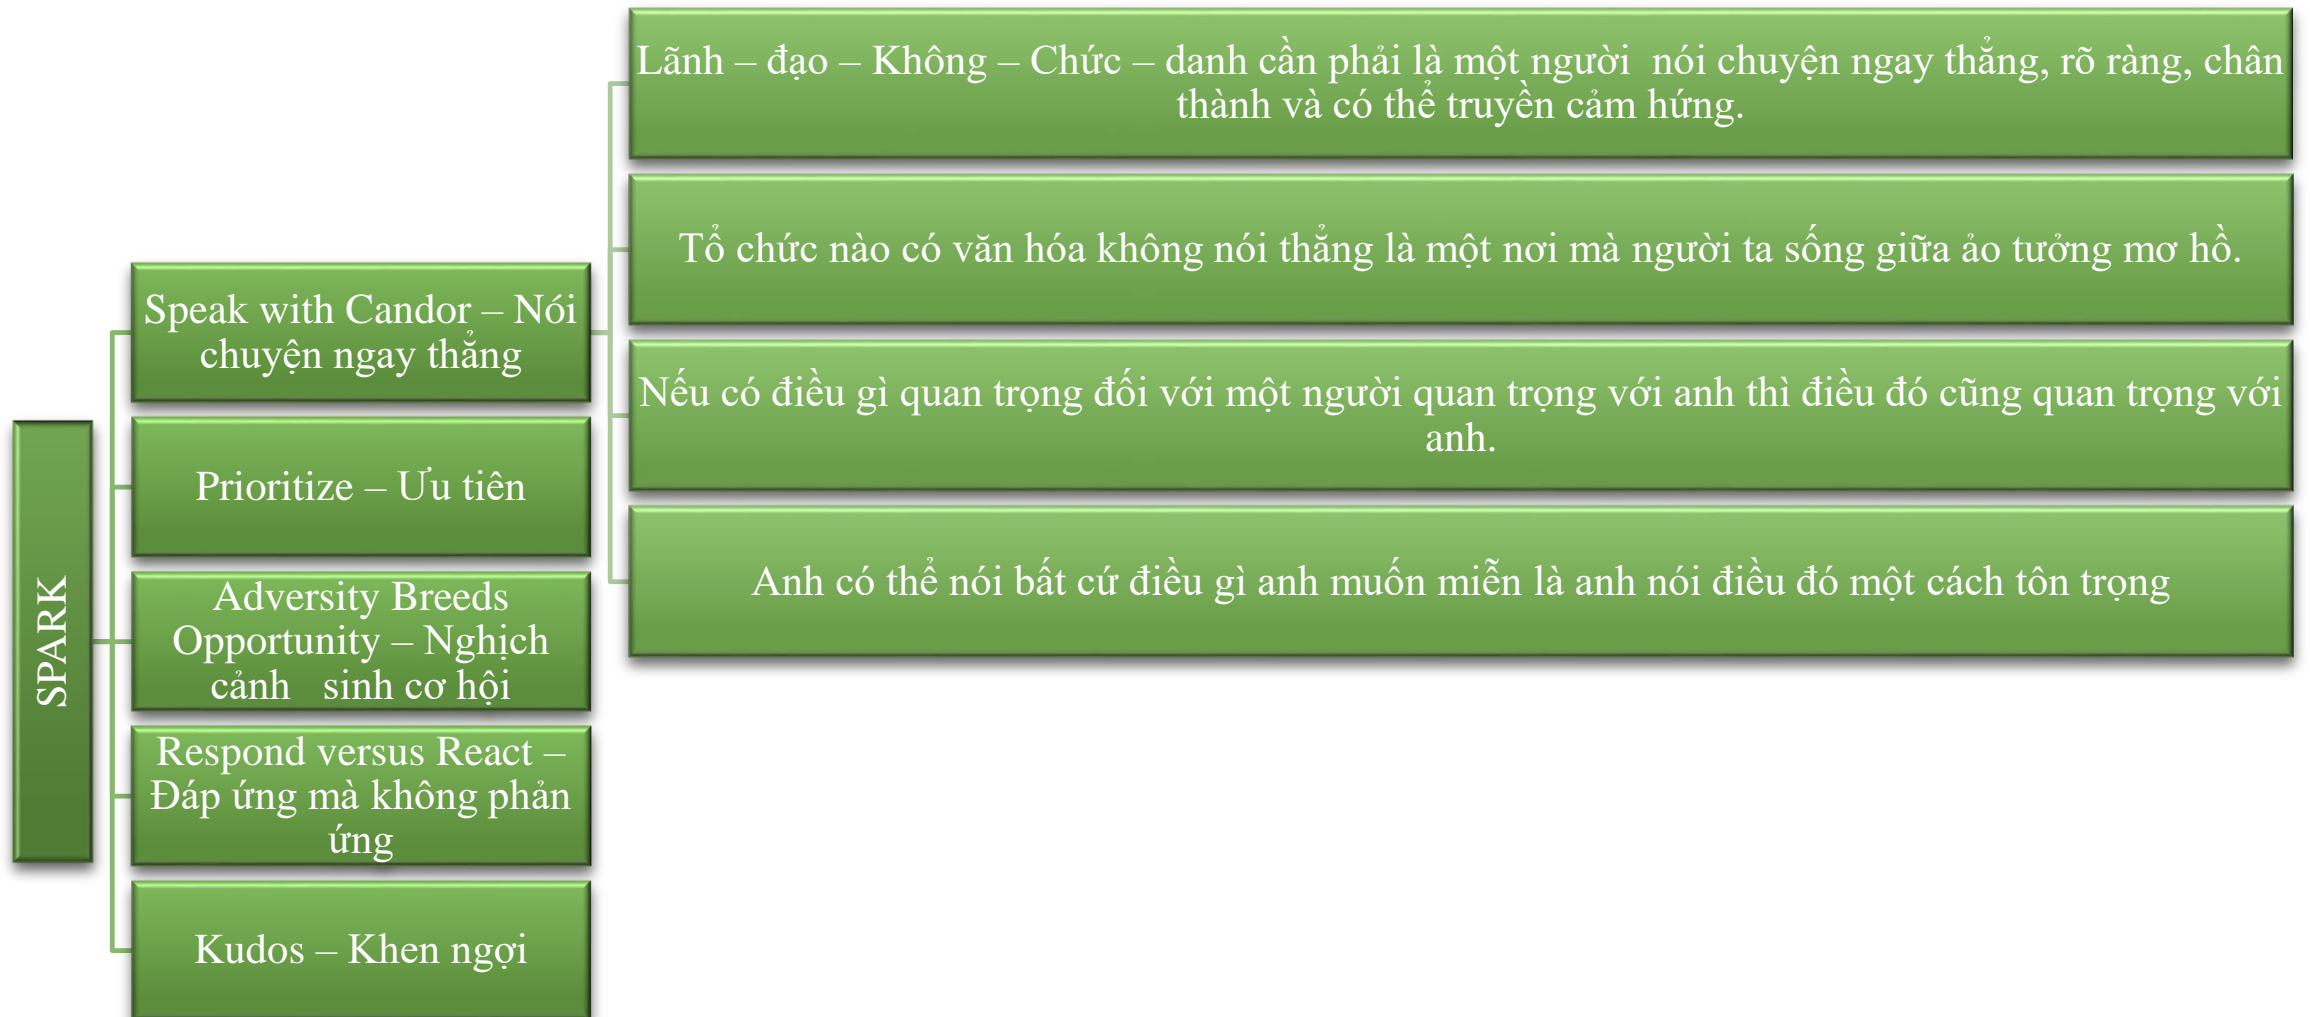 SPARK
Speak with Candor – Nói
chuyện ngay thẳng
Lãnh – đạo – Không – Chức – danh cần phải là một người  nói chuyện ngay thẳng, rõ ràng, chân
thành và có thể truyền cảm hứng.
Tổ chức nào có văn hóa không nói thẳng là một nơi mà người ta sống giữa ảo tưởng mơ hồ.
Nếu có điều gì quan trọng đối với một người quan trọng với anh thì điều đó cũng quan trọng với
anh.
Anh có thể nói bất cứ điều gì anh muốn miễn là anh nói điều đó một cách tôn trọng
Prioritize – Ưu tiên
Adversity Breeds
Opportunity – Nghịch
cảnh   sinh cơ hội
Respond versus React –
Đáp ứng mà không phản
ứng
Kudos – Khen ngợi